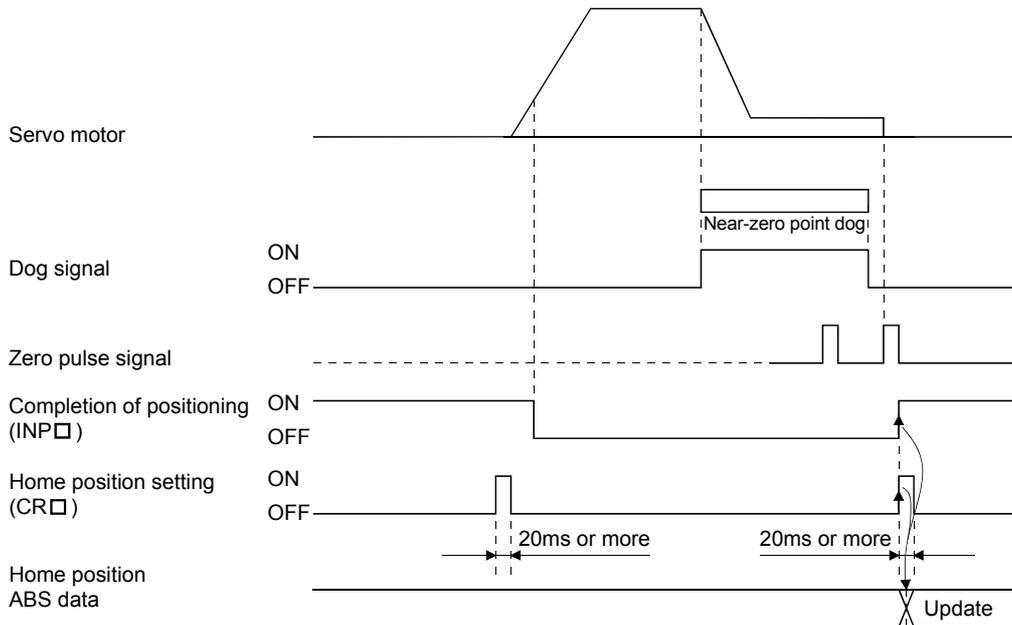 Servo motor
Near-zero point dog
Dog signal
ON
OFF
Zero pulse signal
Completion of positioning
(INP□)
ON
OFF
Home position setting
(CR□)
ON
OFF
20ms or more
20ms or more
Home position
ABS data
Update